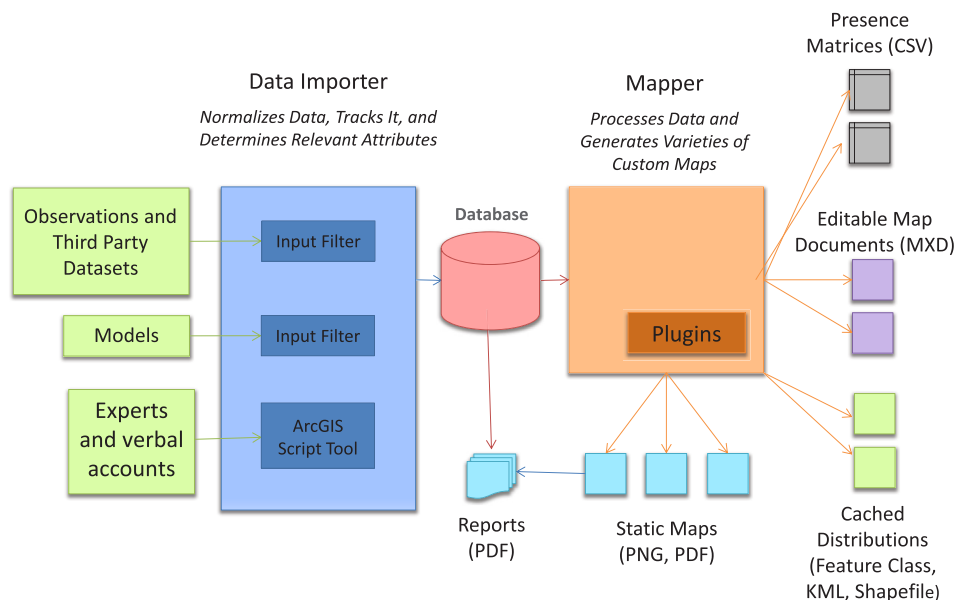 Presence
Matrices (CSV)
Data Importer
Normalizes Data, Tracks It, and
Determines Relevant Attributes
Mapper
Processes Data and
Generates Varieties of
Custom Maps
Observations and
Third Party
Datasets
Input Filter
Database
Editable Map
Documents (MXD)
Models
Input Filter
Plugins
Experts
and verbal
accounts
ArcGIS
Script Tool
Reports
(PDF)
Static Maps
(PNG, PDF)
Cached
Distributions
(Feature Class,
KML, Shapefile)